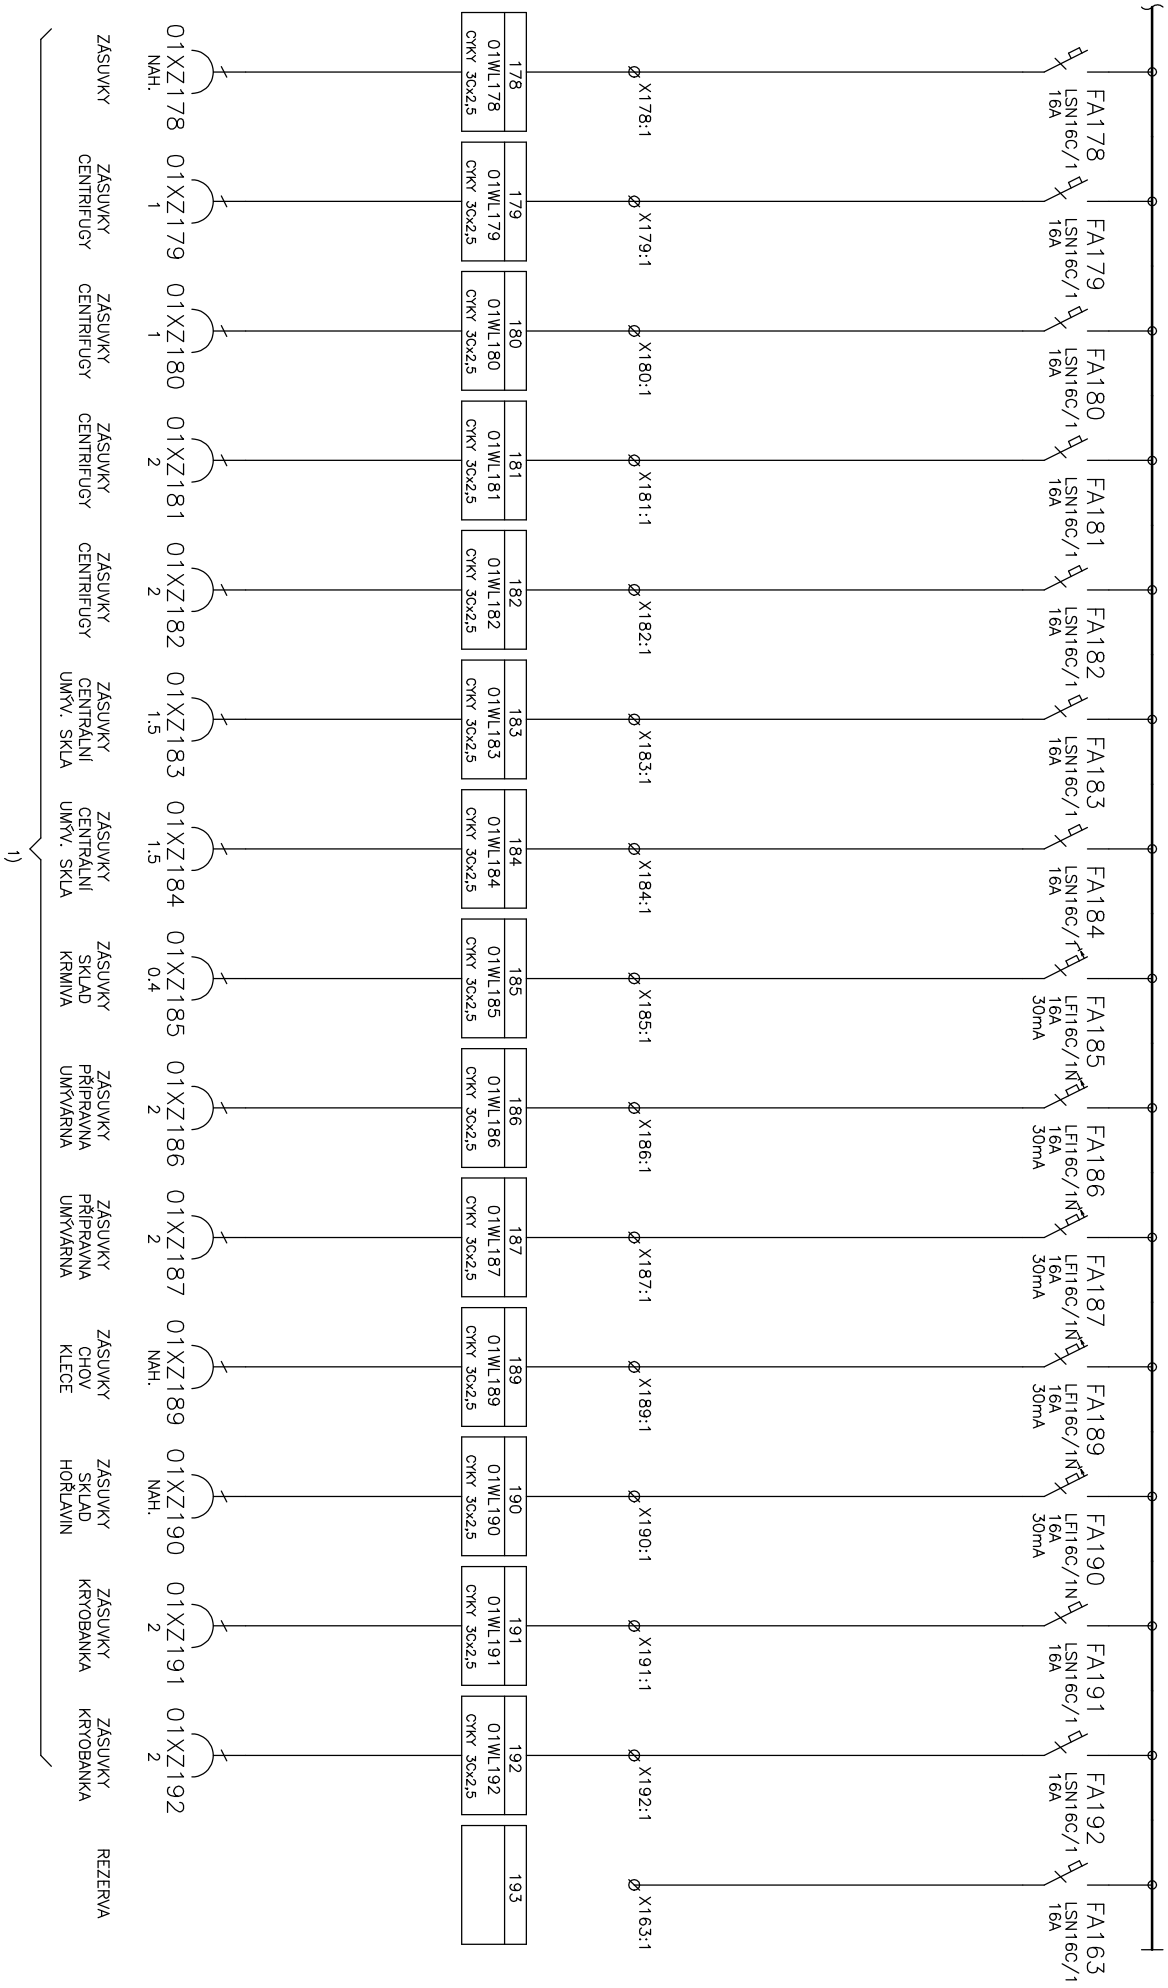 FA178
LSN16C/1
16A
X178:1
178
01WL178
CYKY 3Cx2,5
01XZ178
NAH.
ZÁSUVKY
FA179
LSN16C/1
16A
X179:1
179
01WL179
CYKY 3Cx2,5
01XZ179
1
ZÁSUVKY
CENTRIFUGY
FA180
LSN16C/1
16A
X180:1
180
01WL180
CYKY 3Cx2,5
01XZ180
1
ZÁSUVKY
CENTRIFUGY
FA181
LSN16C/1
16A
X181:1
181
01WL181
CYKY 3Cx2,5
01XZ181
2
ZÁSUVKY
CENTRIFUGY
FA182
LSN16C/1
16A
X182:1
182
01WL182
CYKY 3Cx2,5
01XZ182
2
ZÁSUVKY
CENTRIFUGY
FA183
LSN16C/1
16A
X183:1
183
01WL183
CYKY 3Cx2,5
01XZ183
1.5
ZÁSUVKY
CENTRÁLNÍ
UMÝV. SKLA
FA184
LSN16C/1
16A
X184:1
184
01WL184
CYKY 3Cx2,5
01XZ184
1.5
ZÁSUVKY
CENTRÁLNÍ
UMÝV. SKLA
FA185
LFI16C/1N
16A
30mA
X185:1
185
01WL185
CYKY 3Cx2,5
01XZ185
0.4
ZÁSUVKY
SKLAD
KRMIVA
FA186
LFI16C/1N
16A
30mA
X186:1
186
01WL186
CYKY 3Cx2,5
01XZ186
2
ZÁSUVKY
PŘÍPRAVNA
UMÝVÁRNA
FA187
LFI16C/1N
16A
30mA
X187:1
187
01WL187
CYKY 3Cx2,5
01XZ187
2
ZÁSUVKY
PŘÍPRAVNA
UMÝVÁRNA
FA189
LFI16C/1N
16A
30mA
X189:1
189
01WL189
CYKY 3Cx2,5
01XZ189
NAH.
ZÁSUVKY
CHOV
KLECE
FA190
LFI16C/1N
16A
30mA
X190:1
190
01WL190
CYKY 3Cx2,5
01XZ190
NAH.
ZÁSUVKY
SKLAD
HOŘLAVIN
FA191
LSN16C/1
16A
X191:1
191
01WL191
CYKY 3Cx2,5
01XZ191
2
ZÁSUVKY
KRYOBANKA
FA192
LSN16C/1
16A
X192:1
192
01WL192
CYKY 3Cx2,5
01XZ192
2
ZÁSUVKY
KRYOBANKA
FA163
LSN16C/1
16A
X163:1
193
REZERVA
1)